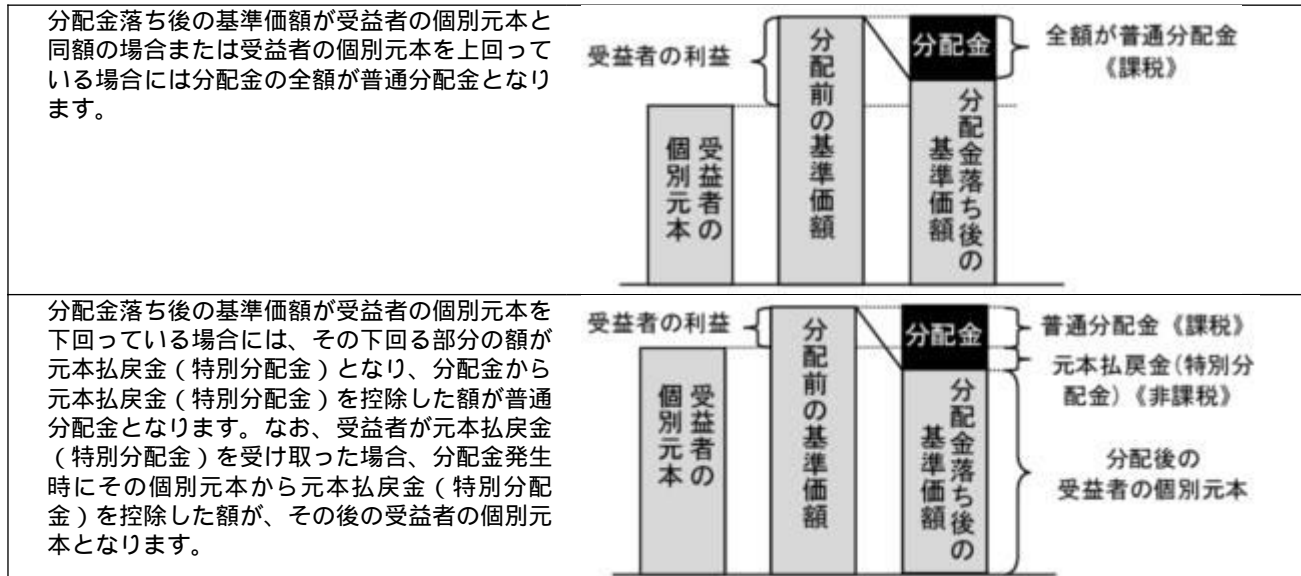 分配金落ち後の基準価額が受益者の個別元本と
同額の場合または受益者の個別元本を上回って
いる場合には分配金の全額が普通分配金となり
ます。
受益者の利益
受益者の
個別元本
分配前の基準価額
分配金
分配金落ち後の
基準価額
全額が普通分配金
《課税》
分配金落ち後の基準価額が受益者の個別元本を
下回っている場合には、その下回る部分の額が
元本払戻金(特別分配金)となり、分配金から
元本払戻金(特別分配金)を控除した額が普通
分配金となります。なお、受益者が元本払戻金
(特別分配金)を受け取った場合、分配金発生
時にその個別元本から元本払戻金(特別分配
金)を控除した額が、その後の受益者の個別元
本となります。
受益者の利益
受益者の
個別元本
分配前の基準価額
分配金
分配金落ち後の
基準価額
普通分配金《課税》
元本払戻金(特別分
配金)《非課税》
分配後の
受益者の個別元本